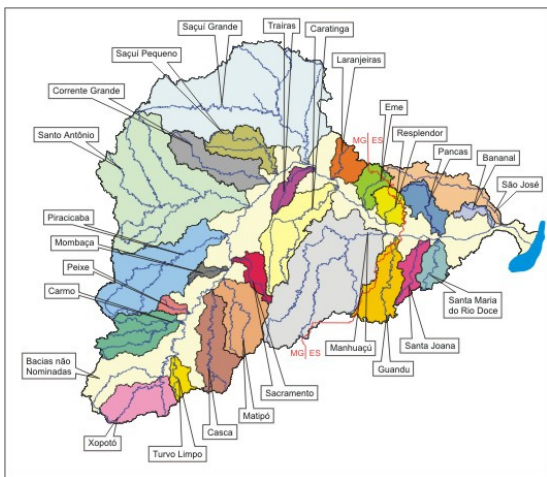 Saçuí Grande
Traíras
Caratinga
Saçuí Pequeno
Laranjeiras
Corrente Grande
MG
ES
Eme
Resplendor
Santo Antônio
Pancas
Bananal
São José
Piracicaba
Mombaça
Peixe
Carmo
Santa Maria
do Rio Doce
MG
ES
Manhuaçú
Santa Joana
Bacias não
Nominadas
Guandu
Sacramento
Matipó
Xopotó
Casca
Turvo Limpo